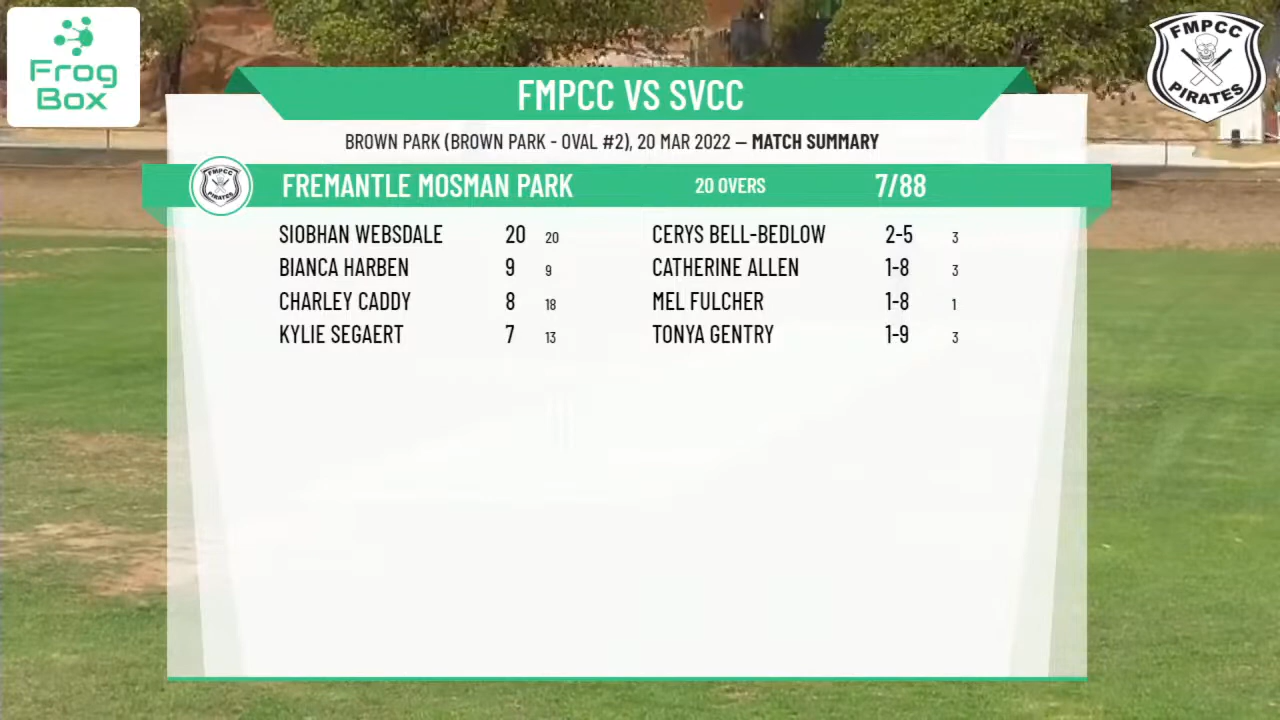 Frog
Box
FMPCC
PIRATES
FMPCC VS SVCC
BROWN PARK (BROWN PARK - OVAL #2), 20 MAR 2022 – MATCH SUMMARY
FMPCC
PIRATES
FREMANTLE MOSMAN PARK 20 OVERS 7/88
SIOBHAN WEBSDALE 20 20 CERYS BELL-BEDLOW 2-5 3
BIANCA HARBEN 9 9 CATHERINE ALLEN 1-8 3
CHARLEY CADDY 8 18 MEL FULCHER 1-8 1
KYLIE SEGAERT 7 13 TONYA GENTRY 1-9 3